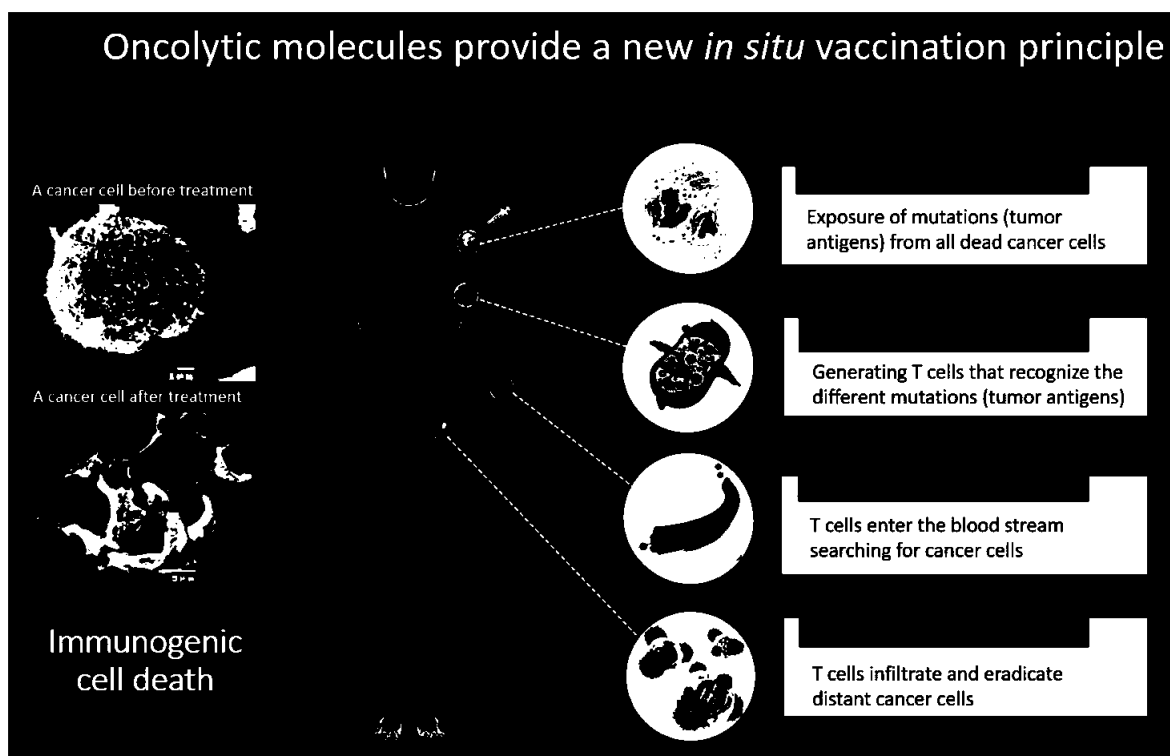 Oncolytic molecules provide a new in situ vaccination principle
A cancer cell before treatment
Exposure of mutations (tumor
antigens) from all dead cancer cells
Generating T cells that recognize the
different mutations (tumor antigens)
A cancer cell after treatment
T cells enter the blood stream
searching for cancer cells
Immunogenic
cell death
T cells infiltrate and eradicate
distant cancer cells